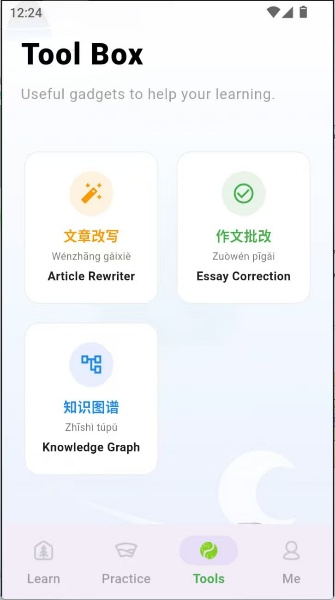 12:24
Tool Box
Useful gadgets to help your learning.
文章改写
Wénzhāng gǎixiě
Article Rewriter
作文批改
Zuòwén pīgǎi
Essay Correction
知识图谱
Zhīshì túpǔ
Knowledge Graph
Learn
Practice
Tools
Me